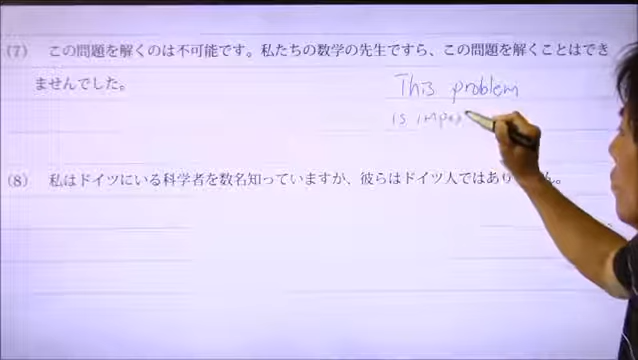 (7) この問題を解くのは不可能です。私たちの数学の先生ですら、この問題を解くことはでき
ませんでした。
This problem
is impos
(8) 私はドイツにいる科学者を数名知っていますが、彼らはドイツ人ではあり